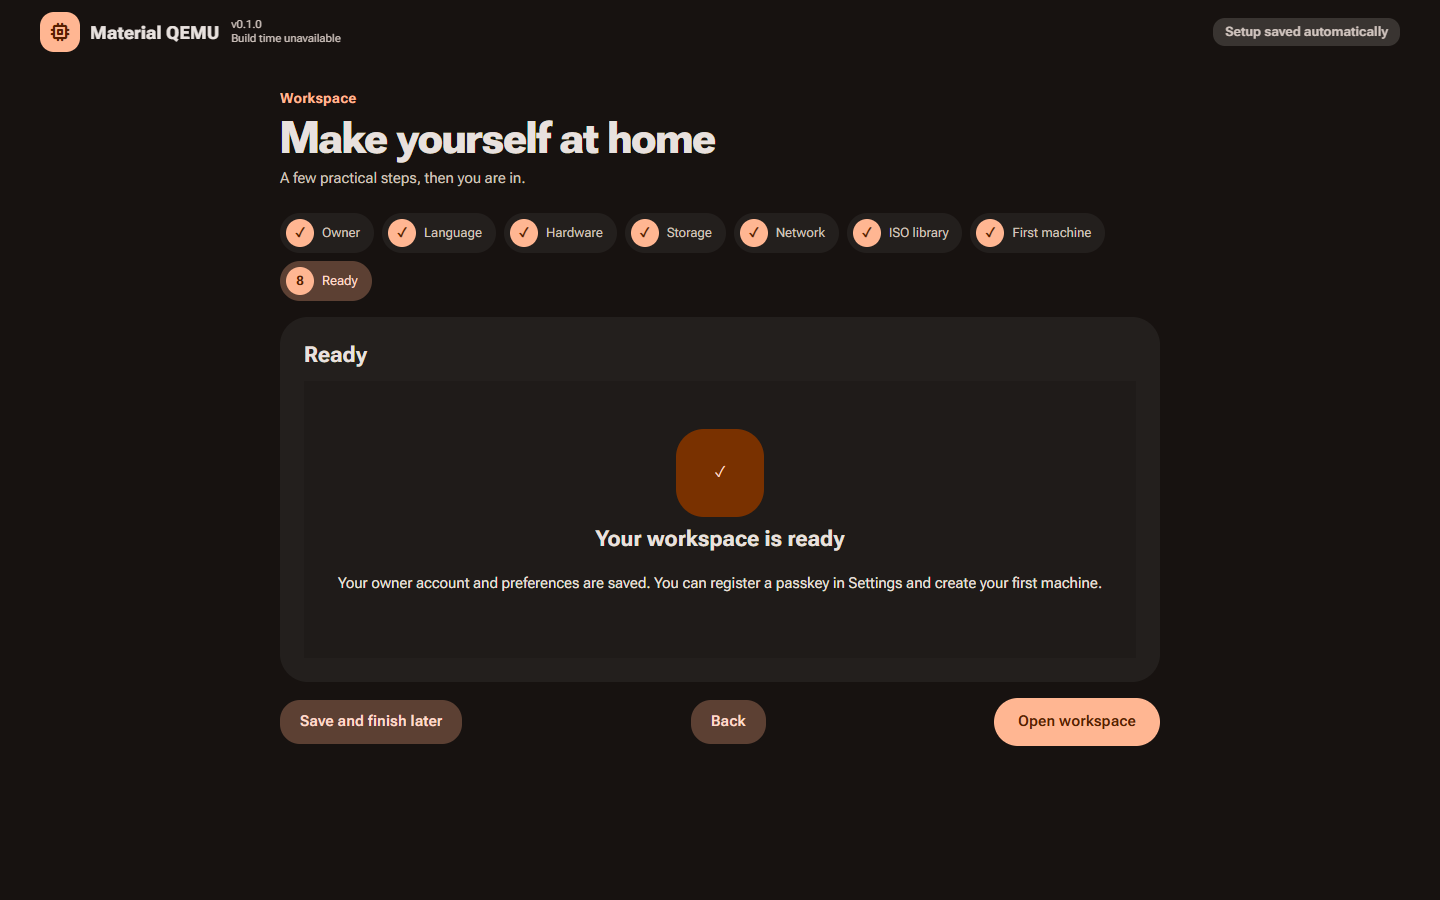 Material QEMU
v0.1.0
Build time unavailable
Setup saved automatically
Workspace
Make yourself at home
A few practical steps, then you are in.
✓ Owner
✓ Language
✓ Hardware
✓ Storage
✓ Network
✓ ISO library
✓ First machine
8 Ready
Ready
✓
Your workspace is ready
Your owner account and preferences are saved. You can register a passkey in Settings and create your first machine.
Save and finish later
Back
Open workspace